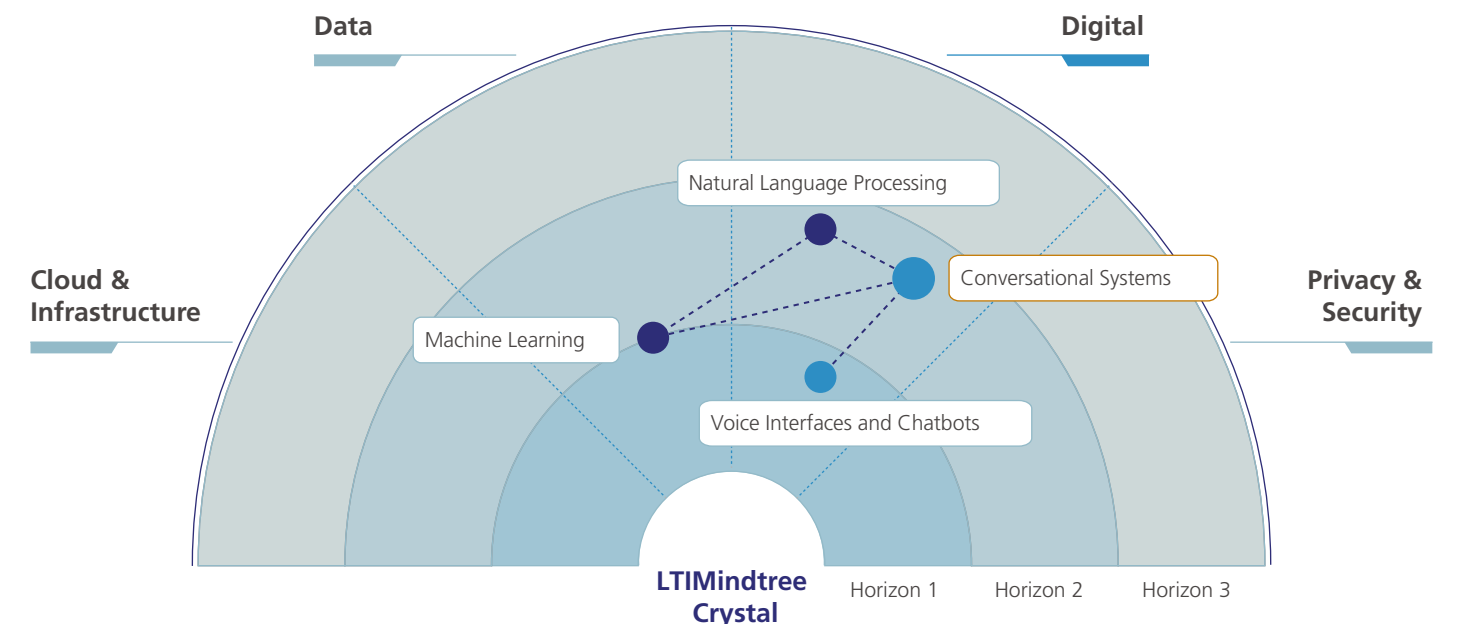 Data
Digital
Natural Language Processing
Cloud &
Infrastructure
Conversational Systems
Privacy &
Security
Machine Learning
Voice Interfaces and Chatbots
LTIMindtree
Crystal
Horizon 1
Horizon 2
Horizon 3